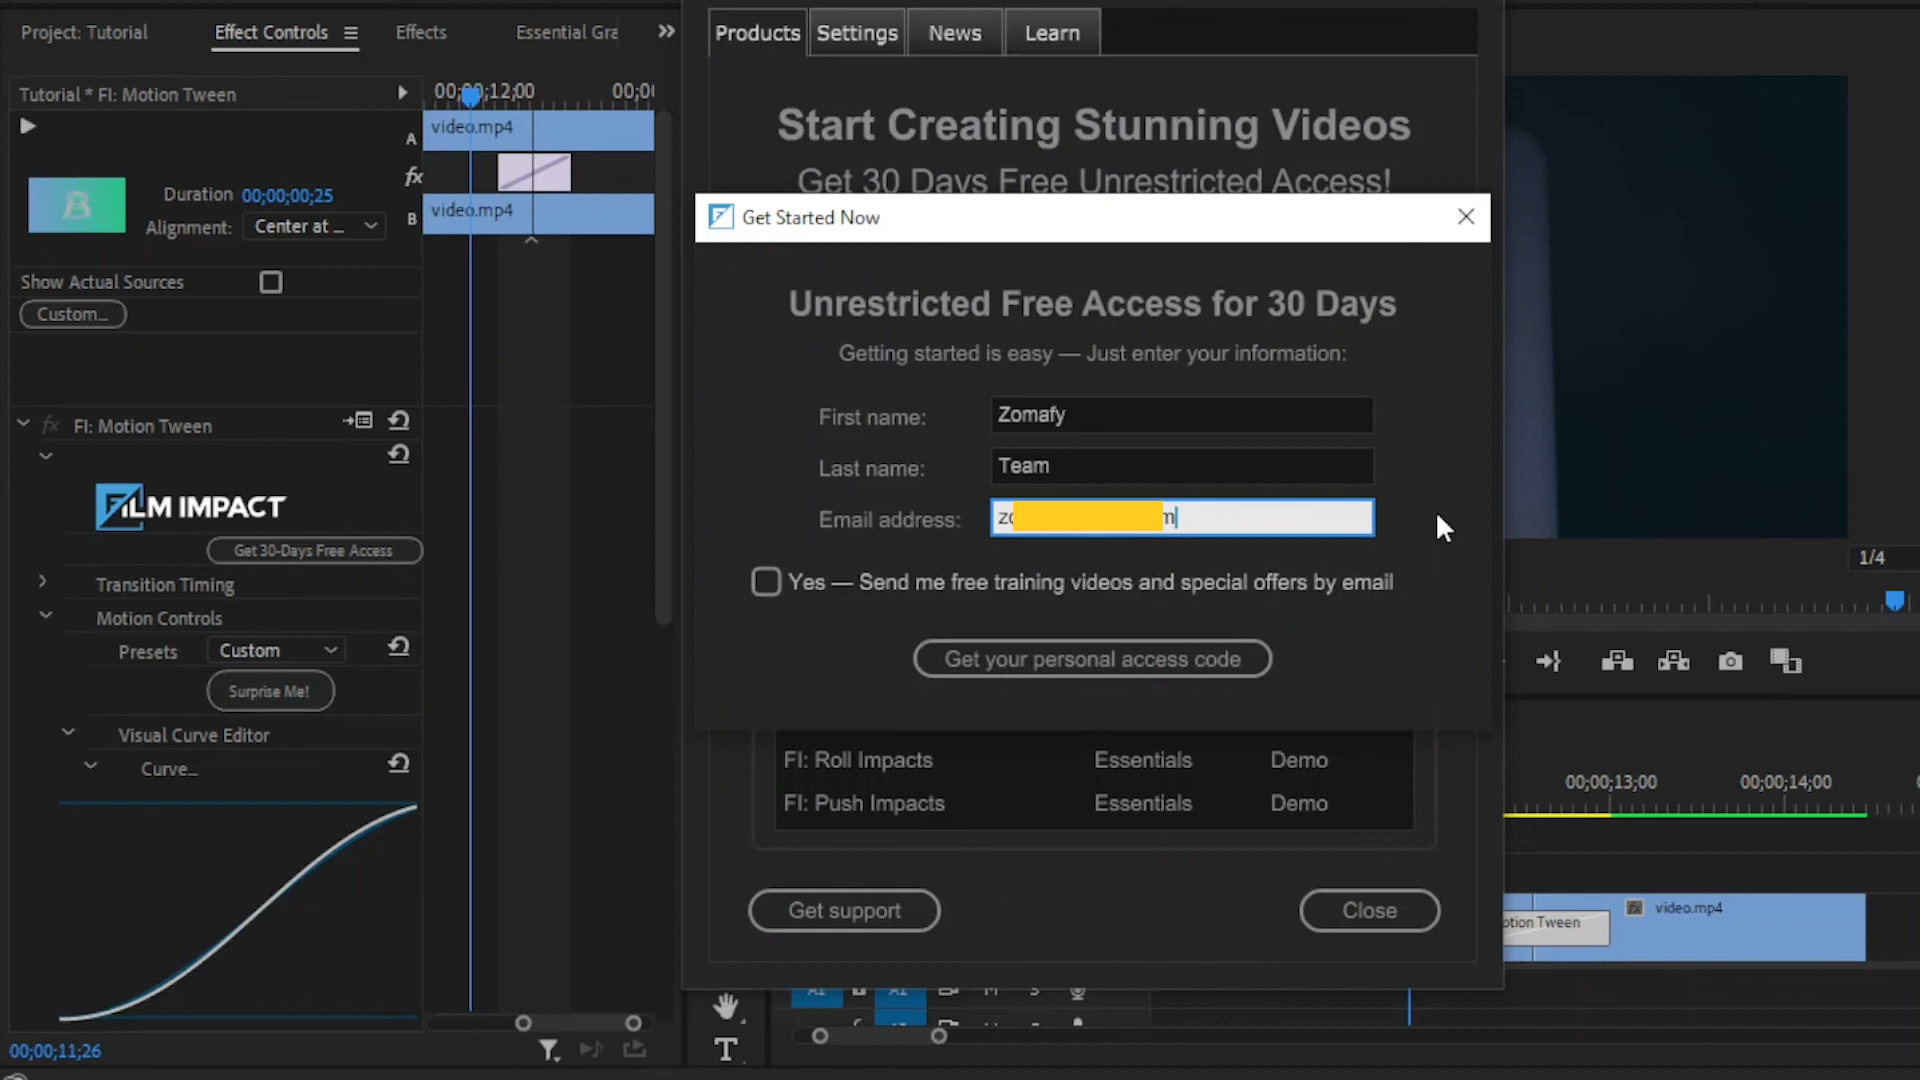 Project: Tutorial
Effect Controls
Effects
Essential Gra
Products
Settings
News
Learn
Tutorial * FI: Motion Tween
00;00;12;00
00;0
Start Creating Stunning Videos
Get 30 Days Free Unrestricted Access!
A
video.mp4
fx
Duration 00;00;00;25
B
video.mp4
Alignment: Center at ...
Get Started Now
Show Actual Sources
Custom...
Unrestricted Free Access for 30 Days
Getting started is easy — Just enter your information:
First name: Zomafy
fx FI: Motion Tween
Last name: Team
FILM IMPACT
Email address: zo m
Get 30-Days Free Access
1/4
Transition Timing
Yes — Send me free training videos and special offers by email
Motion Controls
Presets Custom
Get your personal access code
Surprise Me!
Visual Curve Editor
Curve...
FI: Roll Impacts Essentials Demo
00;00;13;00
00;00;14;00
FI: Push Impacts Essentials Demo
Get support
Close
otion Tween
fx video.mp4
A1
A1
M
S
00;00;11;26
T